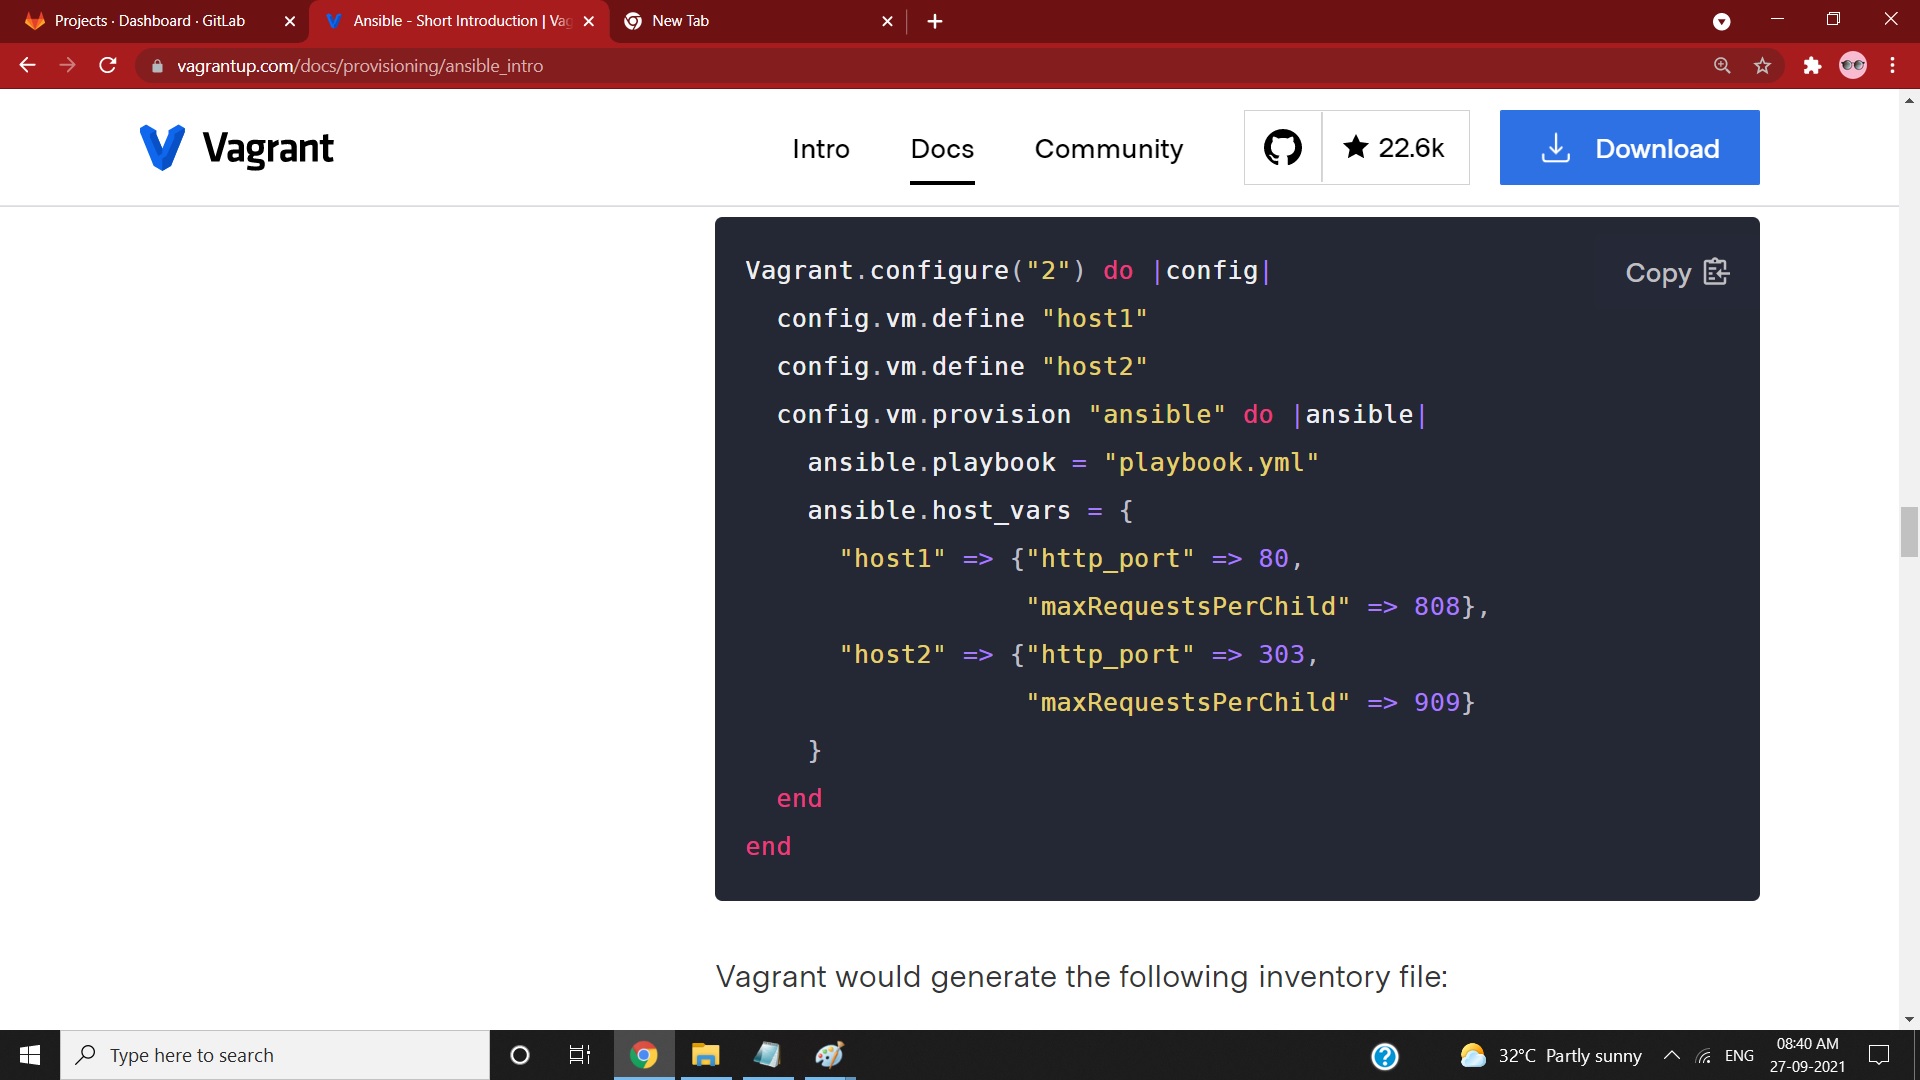 Projects · Dashboard · GitLab
Ansible - Short Introduction | Vag
New Tab
vagrantup.com/docs/provisioning/ansible_intro
Vagrant
Intro
Docs
Community
22.6k
Download
Copy
Vagrant.configure("2") do |config|
  config.vm.define "host1"
  config.vm.define "host2"
  config.vm.provision "ansible" do |ansible|
    ansible.playbook = "playbook.yml"
    ansible.host_vars = {
      "host1" => {"http_port" => 80,
                  "maxRequestsPerChild" => 808},
      "host2" => {"http_port" => 303,
                  "maxRequestsPerChild" => 909}
    }
  end
end
Vagrant would generate the following inventory file:
Type here to search
32°C Partly sunny
ENG
08:40 AM
27-09-2021